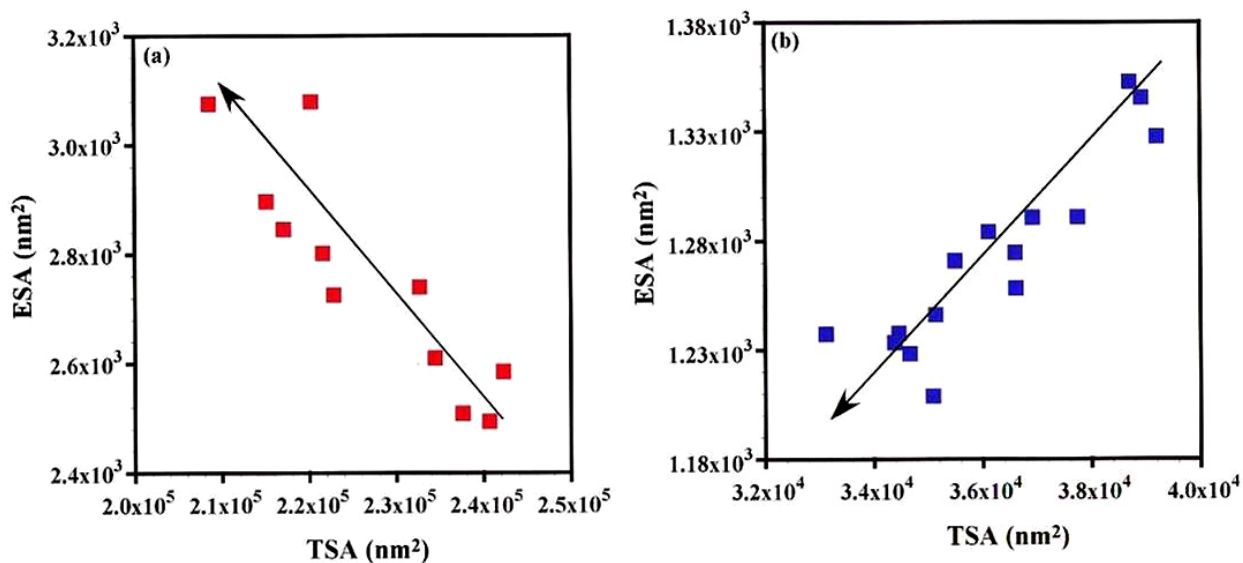 (a)
3.2x10³
3.0x10³
2.8x10³
2.6x10³
2.4x10³
ESA (nm²)
2.0x10⁵ 2.1x10⁵ 2.2x10⁵ 2.3x10⁵ 2.4x10⁵ 2.5x10⁵
TSA (nm²)
(b)
1.38x10³
1.33x10³
1.28x10³
1.23x10³
1.18x10³
ESA (nm²)
3.2x10⁴ 3.4x10⁴ 3.6x10⁴ 3.8x10⁴ 4.0x10⁴
TSA (nm²)